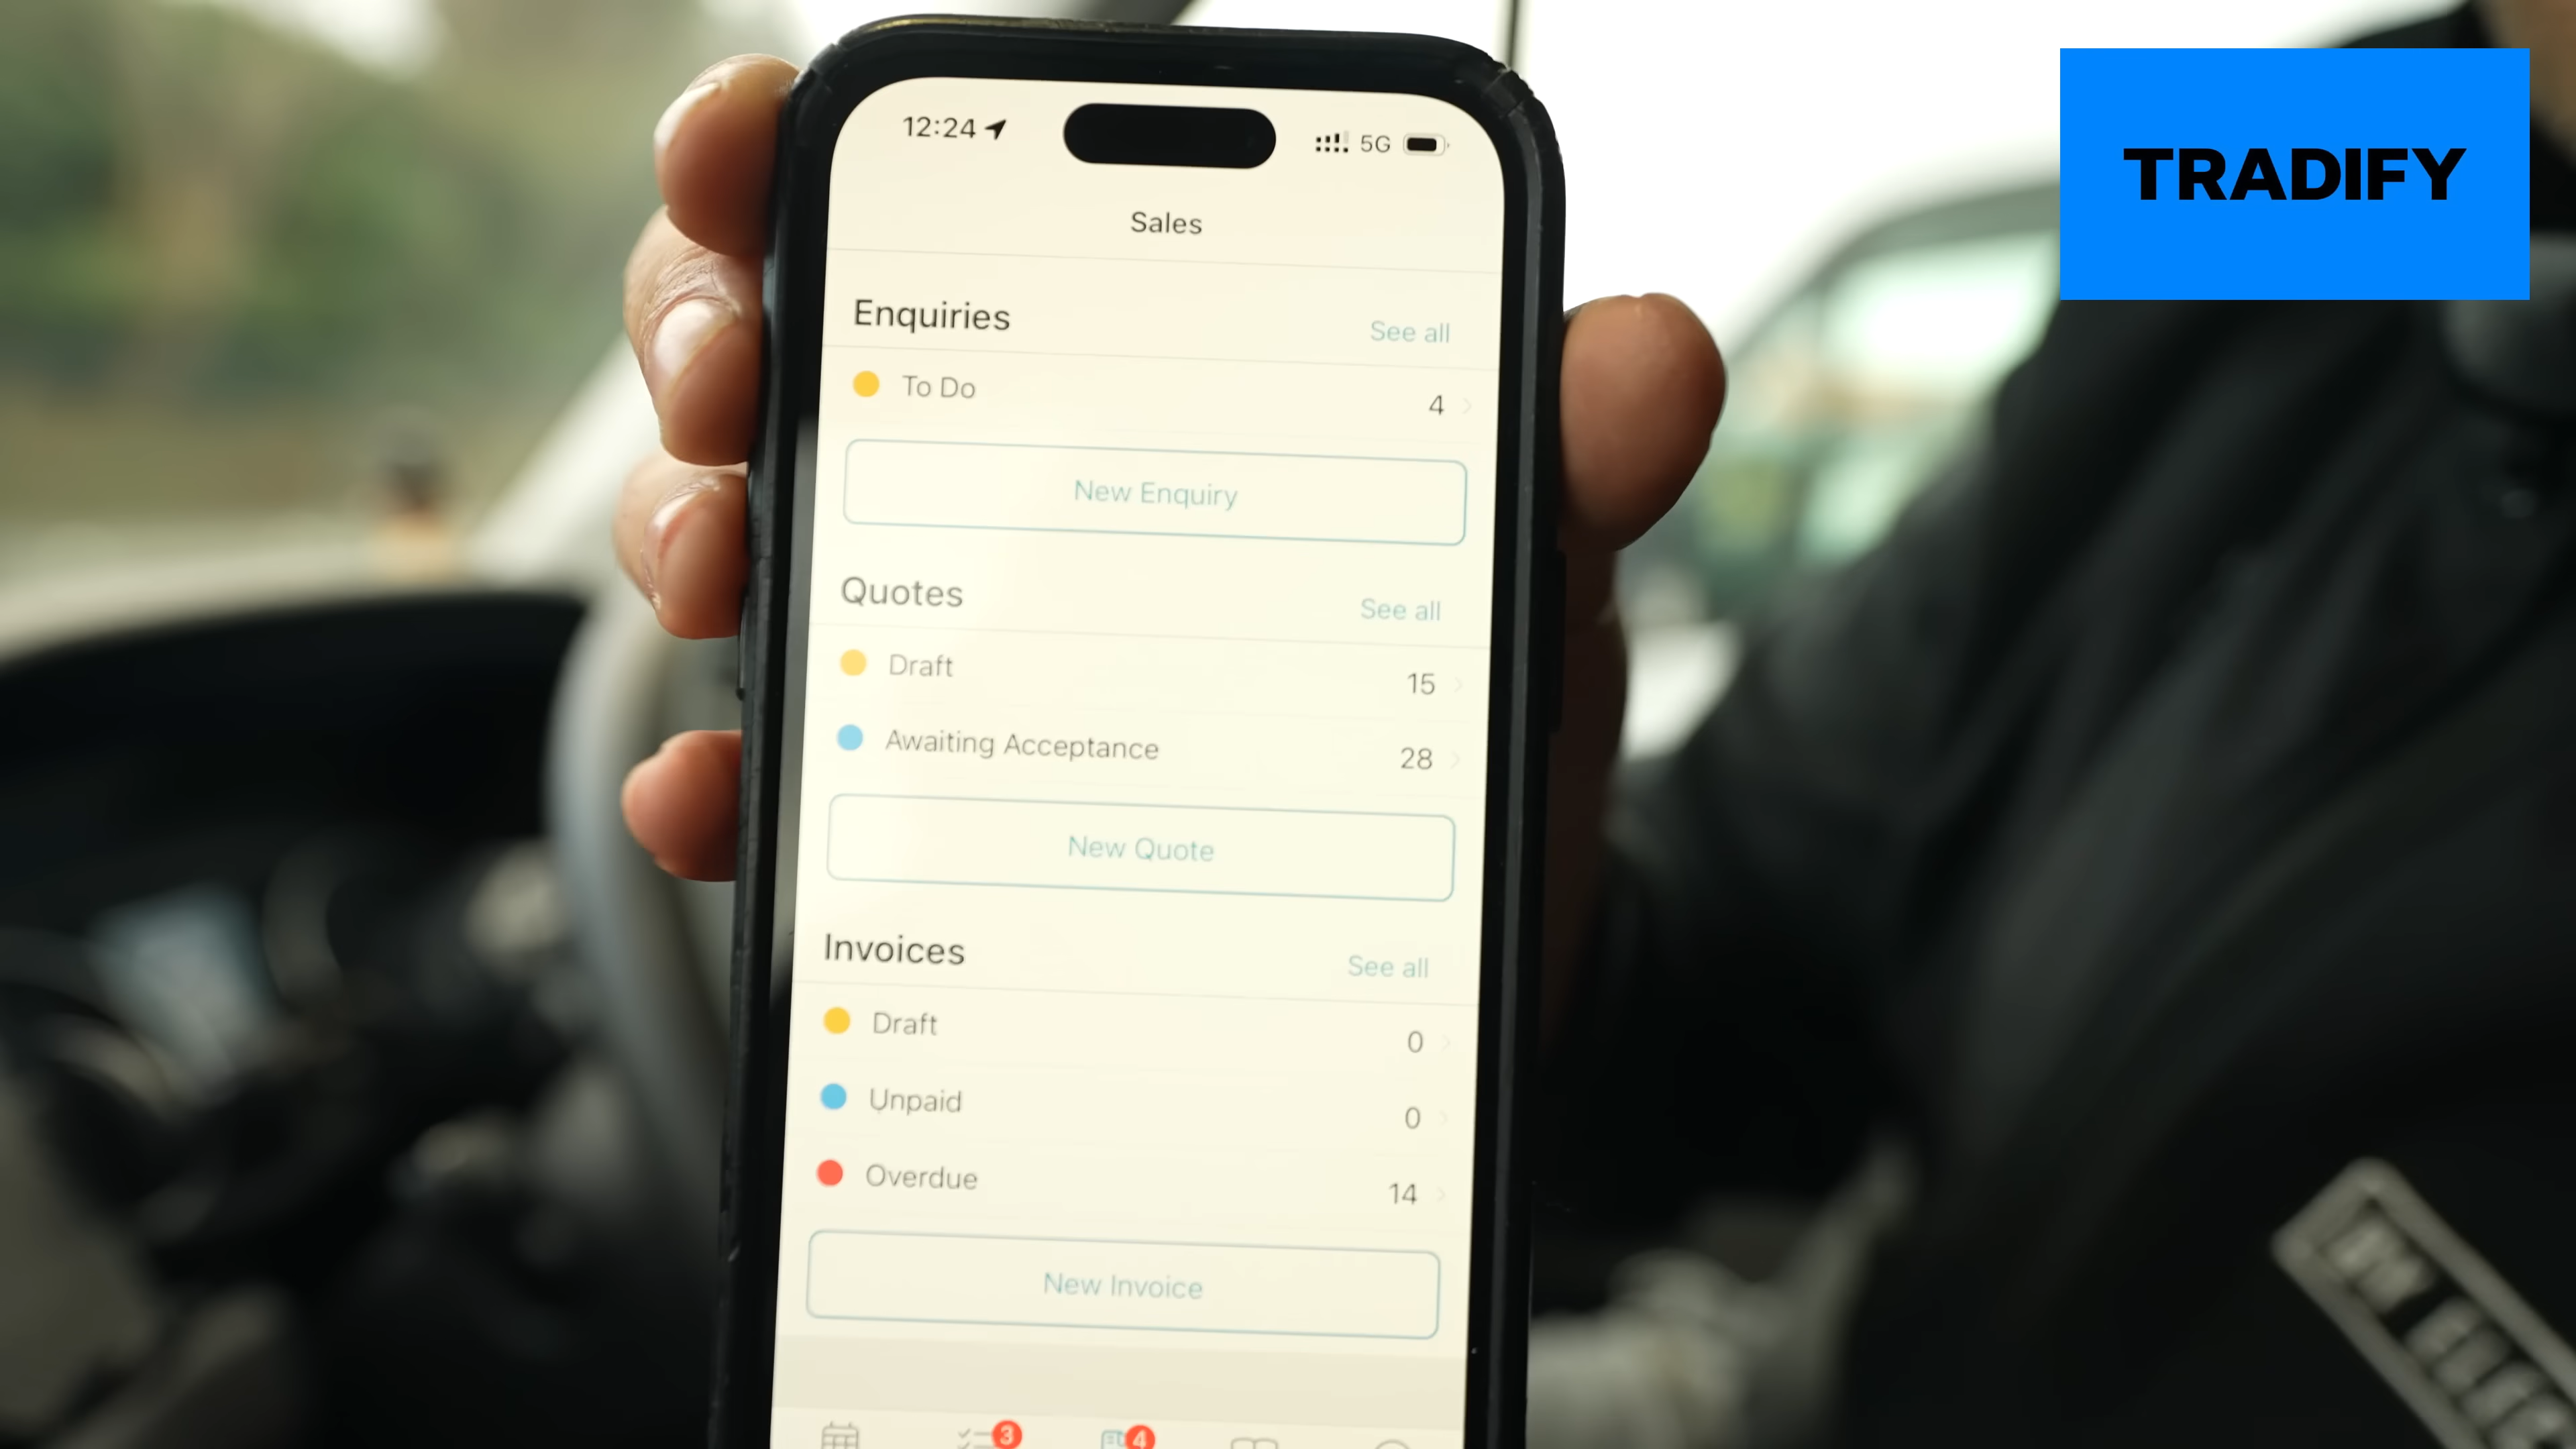 12:24
5G
TRADIFY
Sales
Enquiries
See all
To Do
4
New Enquiry
Quotes
See all
Draft
15
Awaiting Acceptance
28
New Quote
Invoices
See all
Draft
0
Unpaid
0
Overdue
14
New Invoice
3
4